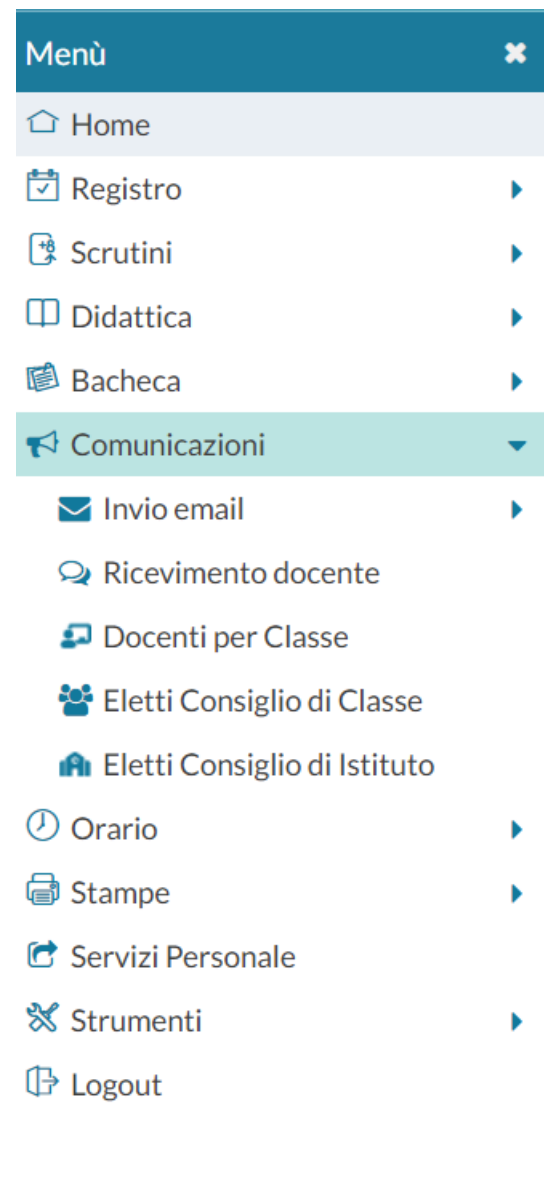 Menù
Home
Registro
Scrutini
Didattica
Bacheca
Comunicazioni
Invio email
Ricevimento docente
Docenti per Classe
Eletti Consiglio di Classe
Eletti Consiglio di Istituto
Orario
Stampe
Servizi Personale
Strumenti
Logout